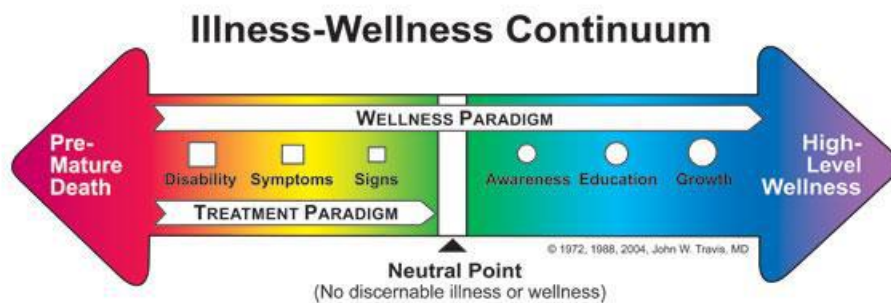 Illness-Wellness Continuum
WELLNESS PARADIGM
Pre-
Mature
Death
Disability Symptoms Signs Awareness Education Growth
High-
Level
Wellness
TREATMENT PARADIGM
© 1972, 1988, 2004, John W. Travis, MD
Neutral Point
(No discernable illness or wellness)